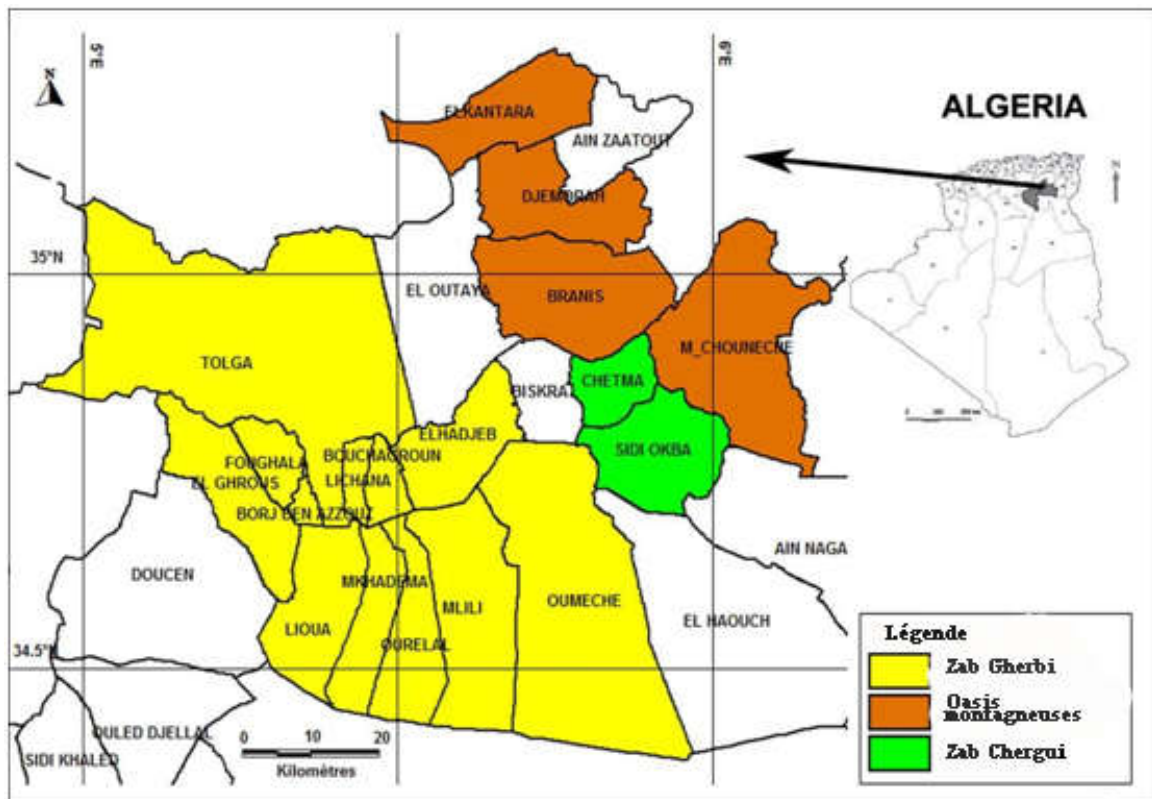 5°E
6°E
N
ALGERIA
ELKANTARA
AIN ZAATOUT
DJEMORAH
35°N
EL OUTAYA
BRANIS
M_CHOUNECHE
TOLGA
CHETMA
BISKRA
ELHADJEB
SIDI OKBA
BOUCHAGROUN
FOUGHALA
LICHANA
EL GHROUS
BORJ BEN AZZOUZ
AIN NAGA
DOUCEN
MKHADEMA
MLILI
OUMECHE
EL HAOUCH
LIOUA
OURELAL
34.5°N
OULED DJELLAL
SIDI KHALED
0 10 20
Kilomètres
Légende
Zab Gherbi
Oasis
montagneuses
Zab Chergui